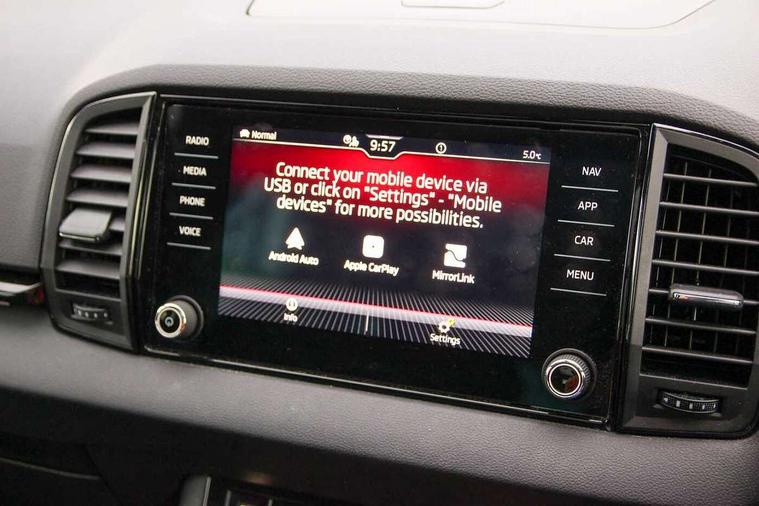 RADIO
MEDIA
PHONE
VOICE
Normal
9:57
5.0°C
Connect your mobile device via
USB or click on "Settings" - "Mobile
devices" for more possibilities.
Android Auto
Apple CarPlay
MirrorLink
Info
Settings
NAV
APP
CAR
MENU